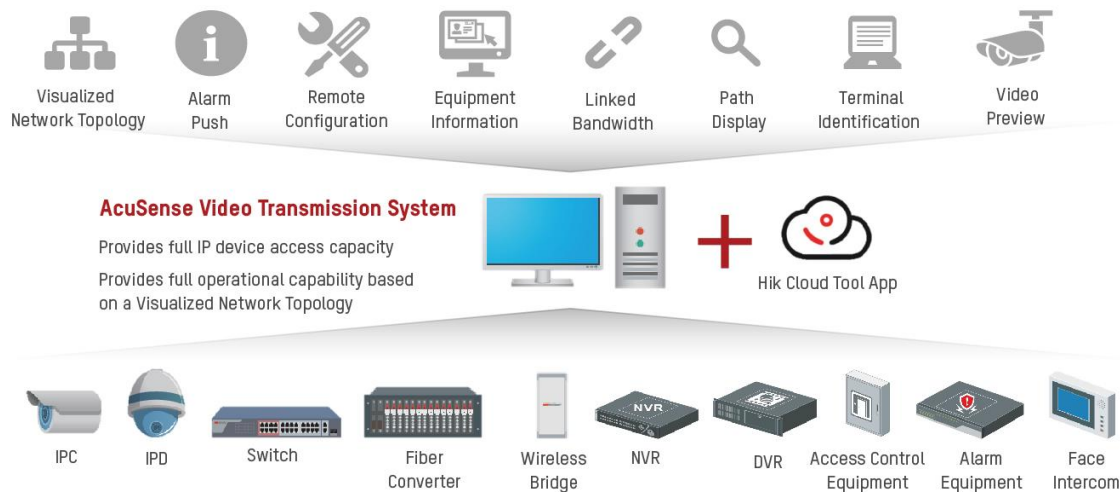 Visualized
Network Topology
Alarm
Push
Remote
Configuration
Equipment
Information
Linked
Bandwidth
Path
Display
Terminal
Identification
Video
Preview
AcuSense Video Transmission System
Provides full IP device access capacity
Provides full operational capability based
on a Visualized Network Topology
Hik Cloud Tool App
NVR
IPC
IPD
Switch
Fiber
Converter
Wireless
Bridge
NVR
DVR
Access Control
Equipment
Alarm
Equipment
Face
Intercom